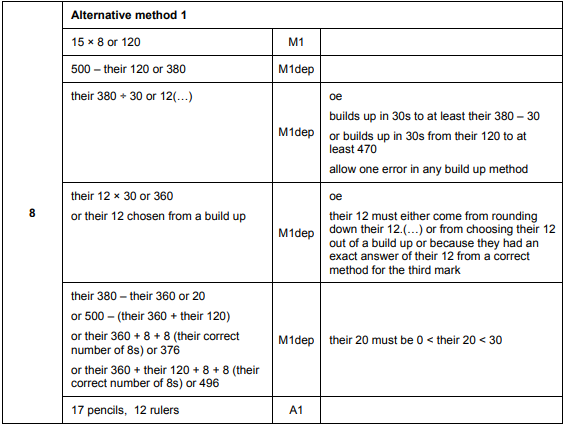 Alternative method 1
15 × 8 or 120
M1
500 – their 120 or 380
M1dep
their 380 ÷ 30 or 12(…)
M1dep
oe
builds up in 30s to at least their 380 – 30
or builds up in 30s from their 120 to at
least 470
allow one error in any build up method
8
their 12 × 30 or 360
or their 12 chosen from a build up
M1dep
oe
their 12 must either come from rounding
down their 12.(…) or from choosing their 12
out of a build up or because they had an
exact answer of their 12 from a correct
method for the third mark
their 380 – their 360 or 20
or 500 – (their 360 + their 120)
or their 360 + 8 + 8 (their correct
number of 8s) or 376
or their 360 + their 120 + 8 + 8 (their
correct number of 8s) or 496
M1dep
their 20 must be 0 < their 20 < 30
17 pencils, 12 rulers
A1